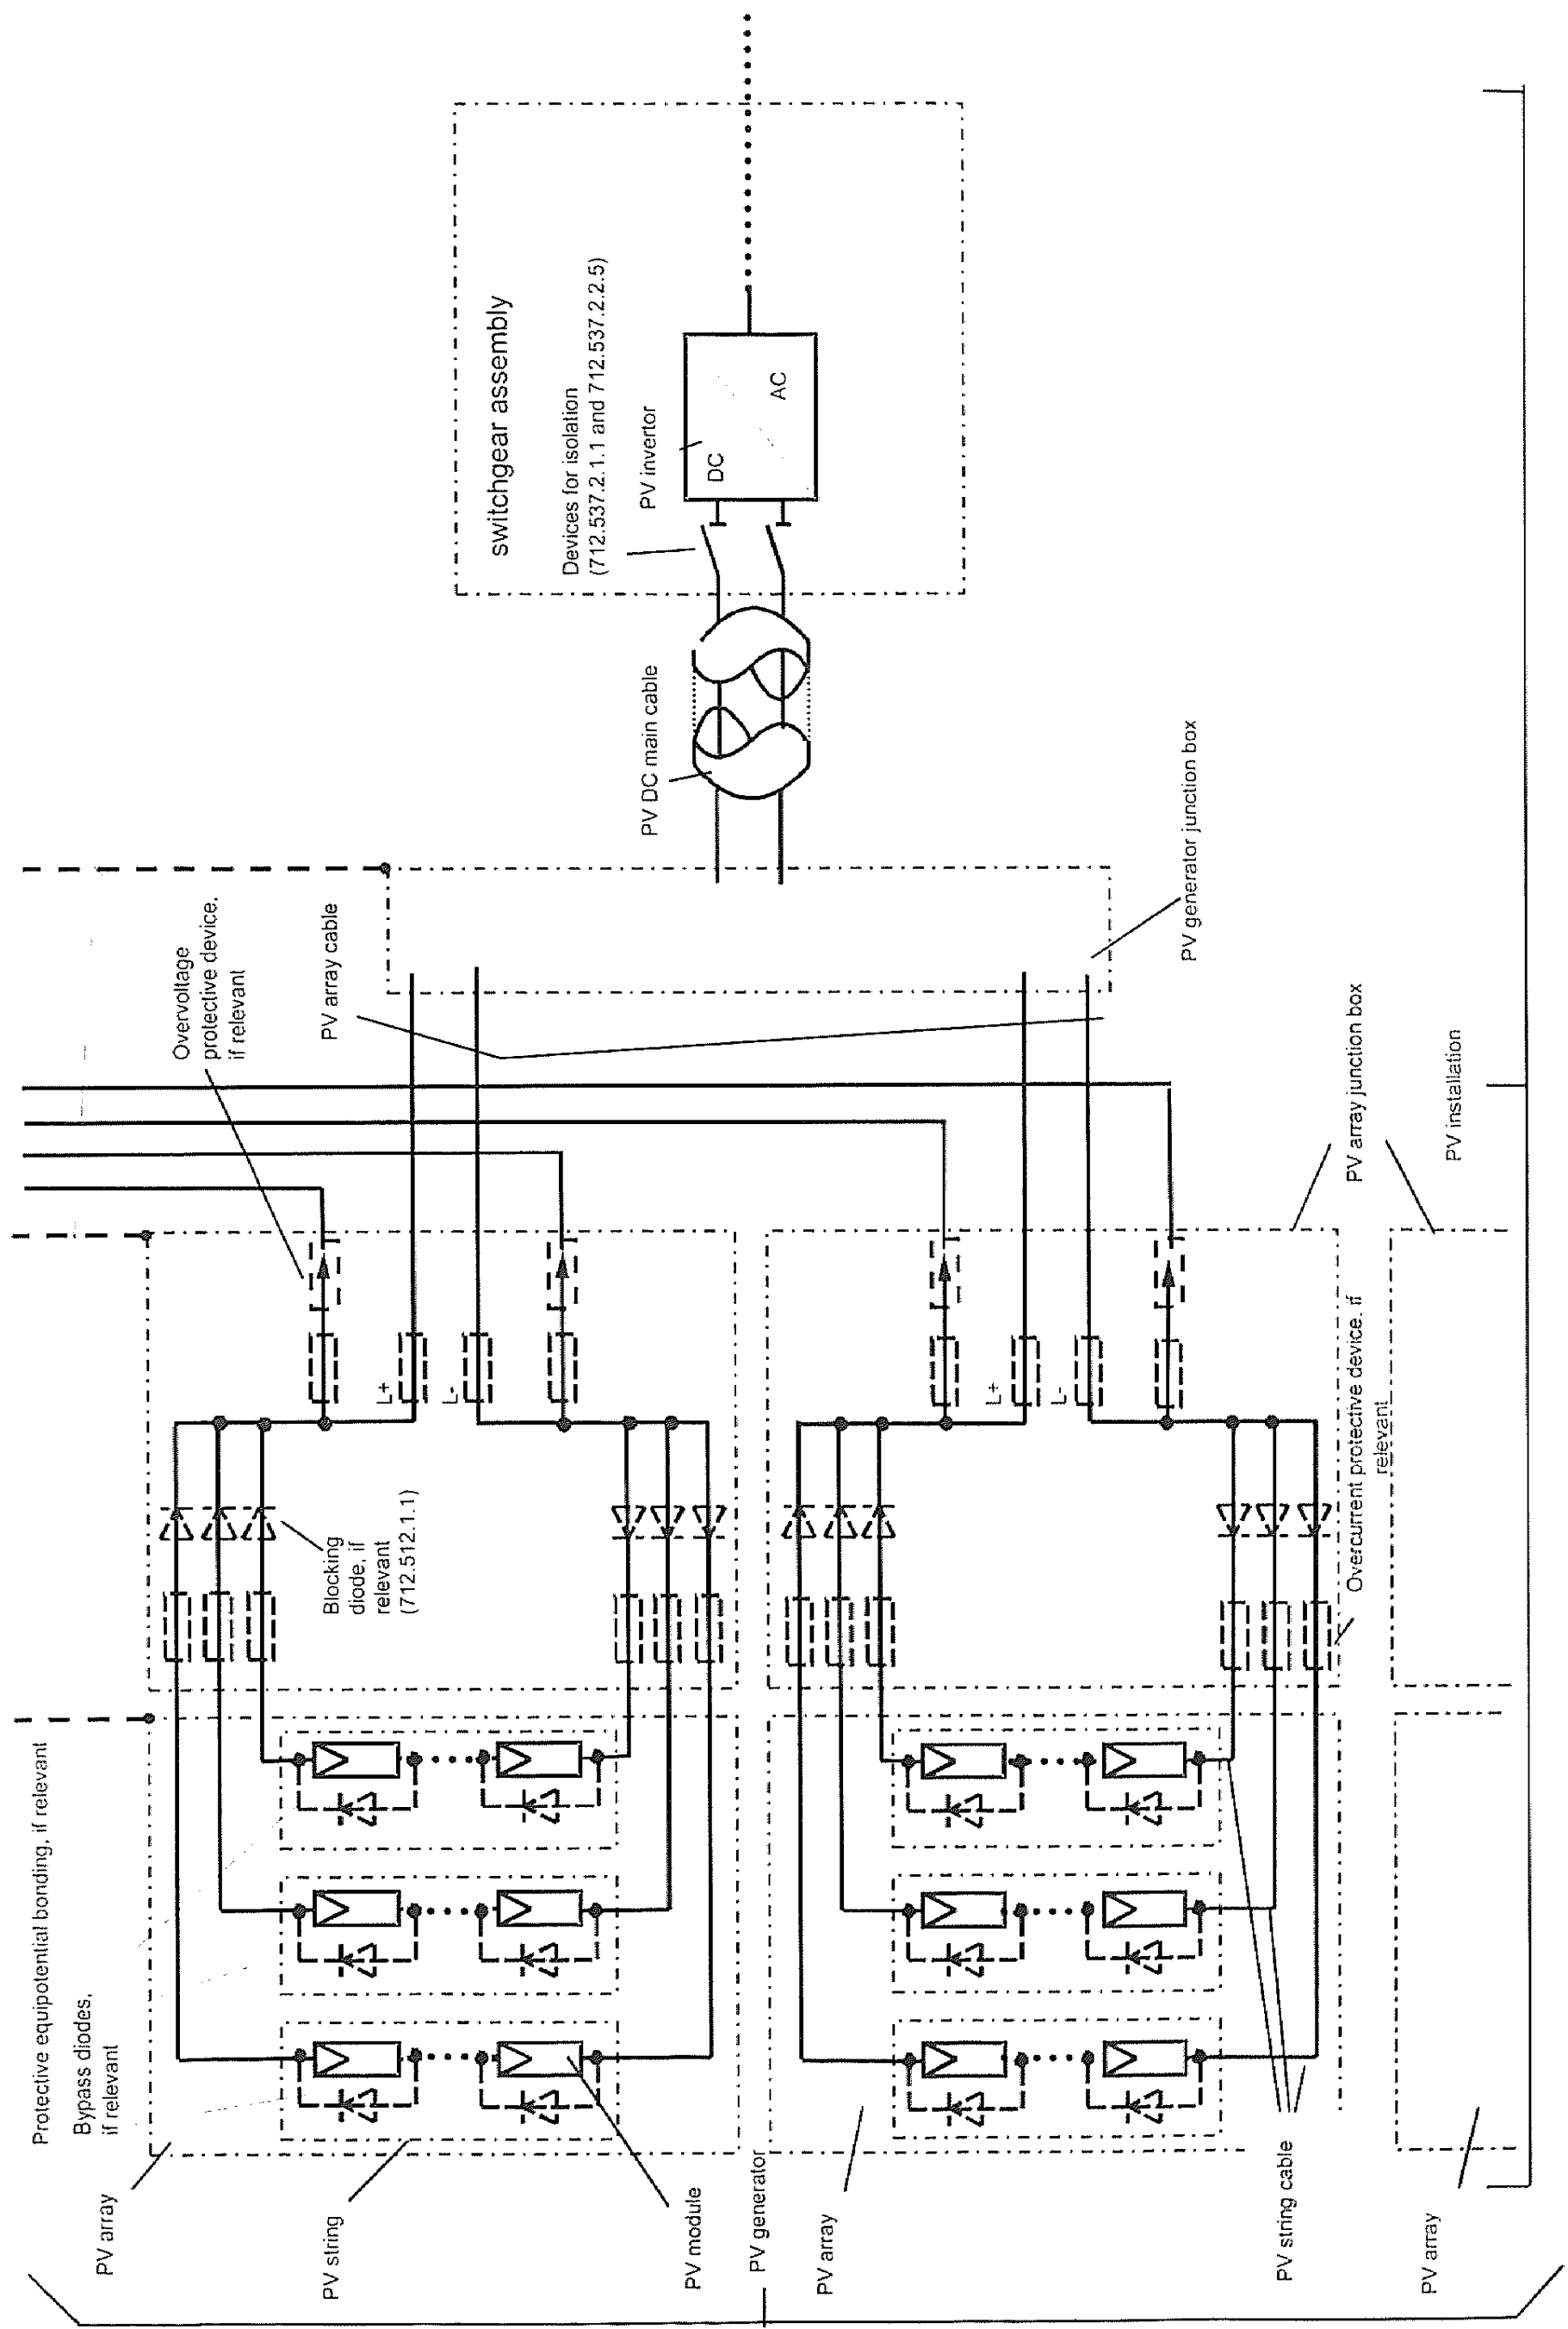 Protective equipotential bonding, if relevant
Bypass diodes,
if relevant
PV array
PV string
PV module
PV generator
PV array
PV string cable
PV array
Blocking
diode, if
relevant
(712.512.1.1)
L+
L-
L+
L-
Overcurrent protective device. if
relevant
Overvoltage
protective device,
if relevant
PV array cable
PV array junction box
PV installation
PV generator junction box
PV DC main cable
switchgear assembly
Devices for isolation
(712.537.2.1.1 and 712.537.2.2.5)
PV invertor
DC
AC